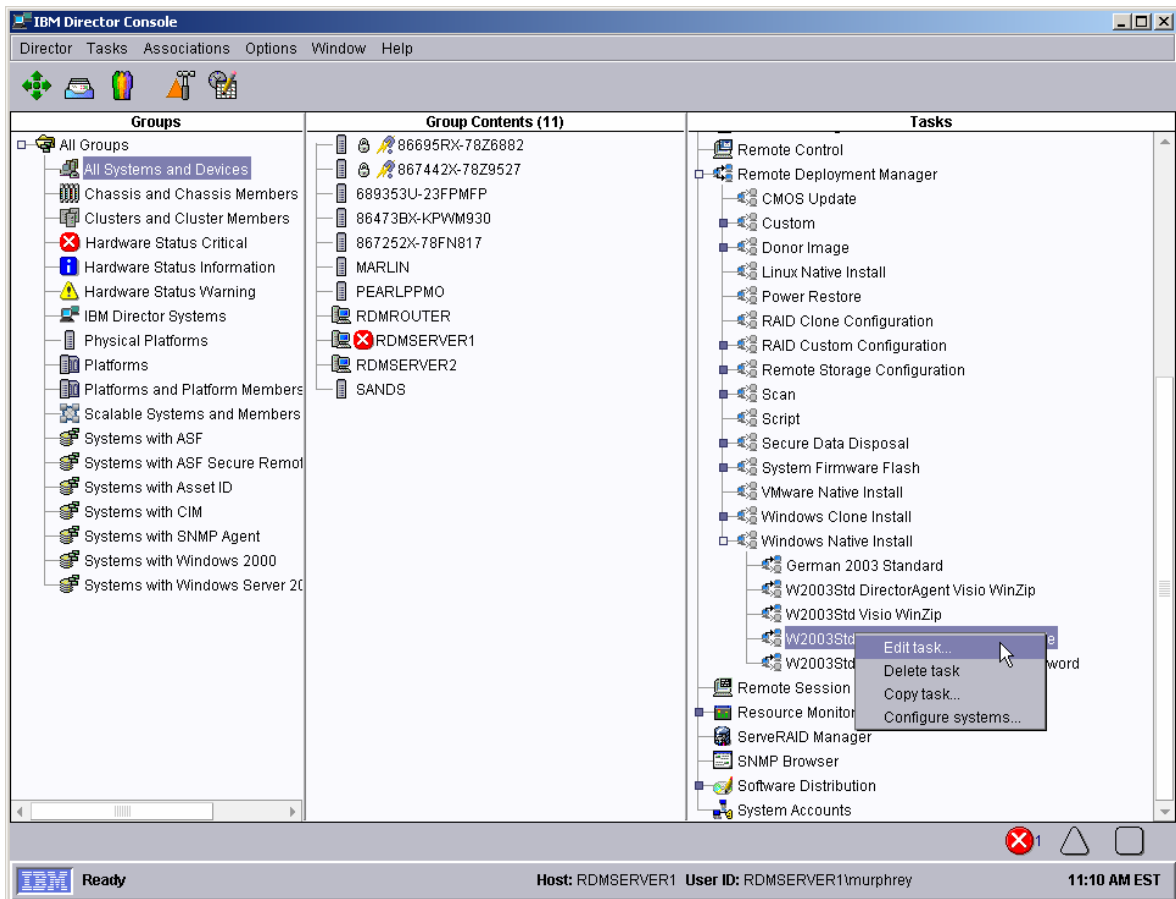 IBM Director Console
Director Tasks Associations Options Window Help
Groups
All Groups
All Systems and Devices
Chassis and Chassis Members
Clusters and Cluster Members
Hardware Status Critical
Hardware Status Information
Hardware Status Warning
IBM Director Systems
Physical Platforms
Platforms
Platforms and Platform Members
Scalable Systems and Members
Systems with ASF
Systems with ASF Secure Remot
Systems with Asset ID
Systems with CIM
Systems with SNMP Agent
Systems with Windows 2000
Systems with Windows Server 20
Group Contents (11)
86695RX-78Z6882
867442X-78Z9527
689353U-23FPMFP
86473BX-KPWM930
867252X-78FN817
MARLIN
PEARLPPMO
RDMROUTER
RDMSERVER1
RDMSERVER2
SANDS
Tasks
Remote Control
Remote Deployment Manager
CMOS Update
Custom
Donor Image
Linux Native Install
Power Restore
RAID Clone Configuration
RAID Custom Configuration
Remote Storage Configuration
Scan
Script
Secure Data Disposal
System Firmware Flash
VMware Native Install
Windows Clone Install
Windows Native Install
German 2003 Standard
W2003Std DirectorAgent Visio WinZip
W2003Std Visio WinZip
W2003Std e
W2003Std word
Edit task...
Delete task
Copy task...
Configure systems...
Remote Session
Resource Monitor
ServeRAID Manager
SNMP Browser
Software Distribution
System Accounts
1
IBM Ready Host: RDMSERVER1 User ID: RDMSERVER1\murphrey 11:10 AM EST